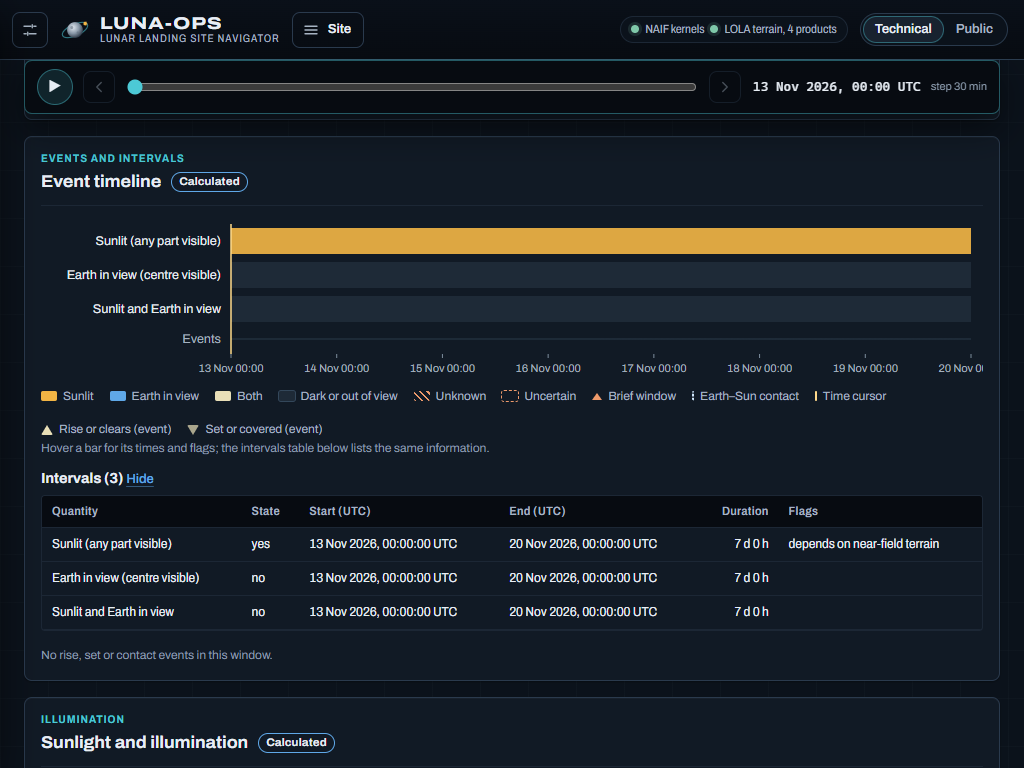 LUNA-OPS
LUNAR LANDING SITE NAVIGATOR
Site
NAIF kernels LOLA terrain, 4 products
Technical Public
13 Nov 2026, 00:00 UTC step 30 min
EVENTS AND INTERVALS
Event timeline Calculated
Sunlit (any part visible)
Earth in view (centre visible)
Sunlit and Earth in view
Events
13 Nov 00:00 14 Nov 00:00 15 Nov 00:00 16 Nov 00:00 17 Nov 00:00 18 Nov 00:00 19 Nov 00:00 20 Nov 0
Sunlit Earth in view Both Dark or out of view Unknown Uncertain Brief window Earth–Sun contact Time cursor
Rise or clears (event) Set or covered (event)
Hover a bar for its times and flags; the intervals table below lists the same information.
Intervals (3) Hide
Quantity State Start (UTC) End (UTC) Duration Flags
Sunlit (any part visible) yes 13 Nov 2026, 00:00:00 UTC 20 Nov 2026, 00:00:00 UTC 7 d 0 h depends on near-field terrain
Earth in view (centre visible) no 13 Nov 2026, 00:00:00 UTC 20 Nov 2026, 00:00:00 UTC 7 d 0 h
Sunlit and Earth in view no 13 Nov 2026, 00:00:00 UTC 20 Nov 2026, 00:00:00 UTC 7 d 0 h
No rise, set or contact events in this window.
ILLUMINATION
Sunlight and illumination Calculated